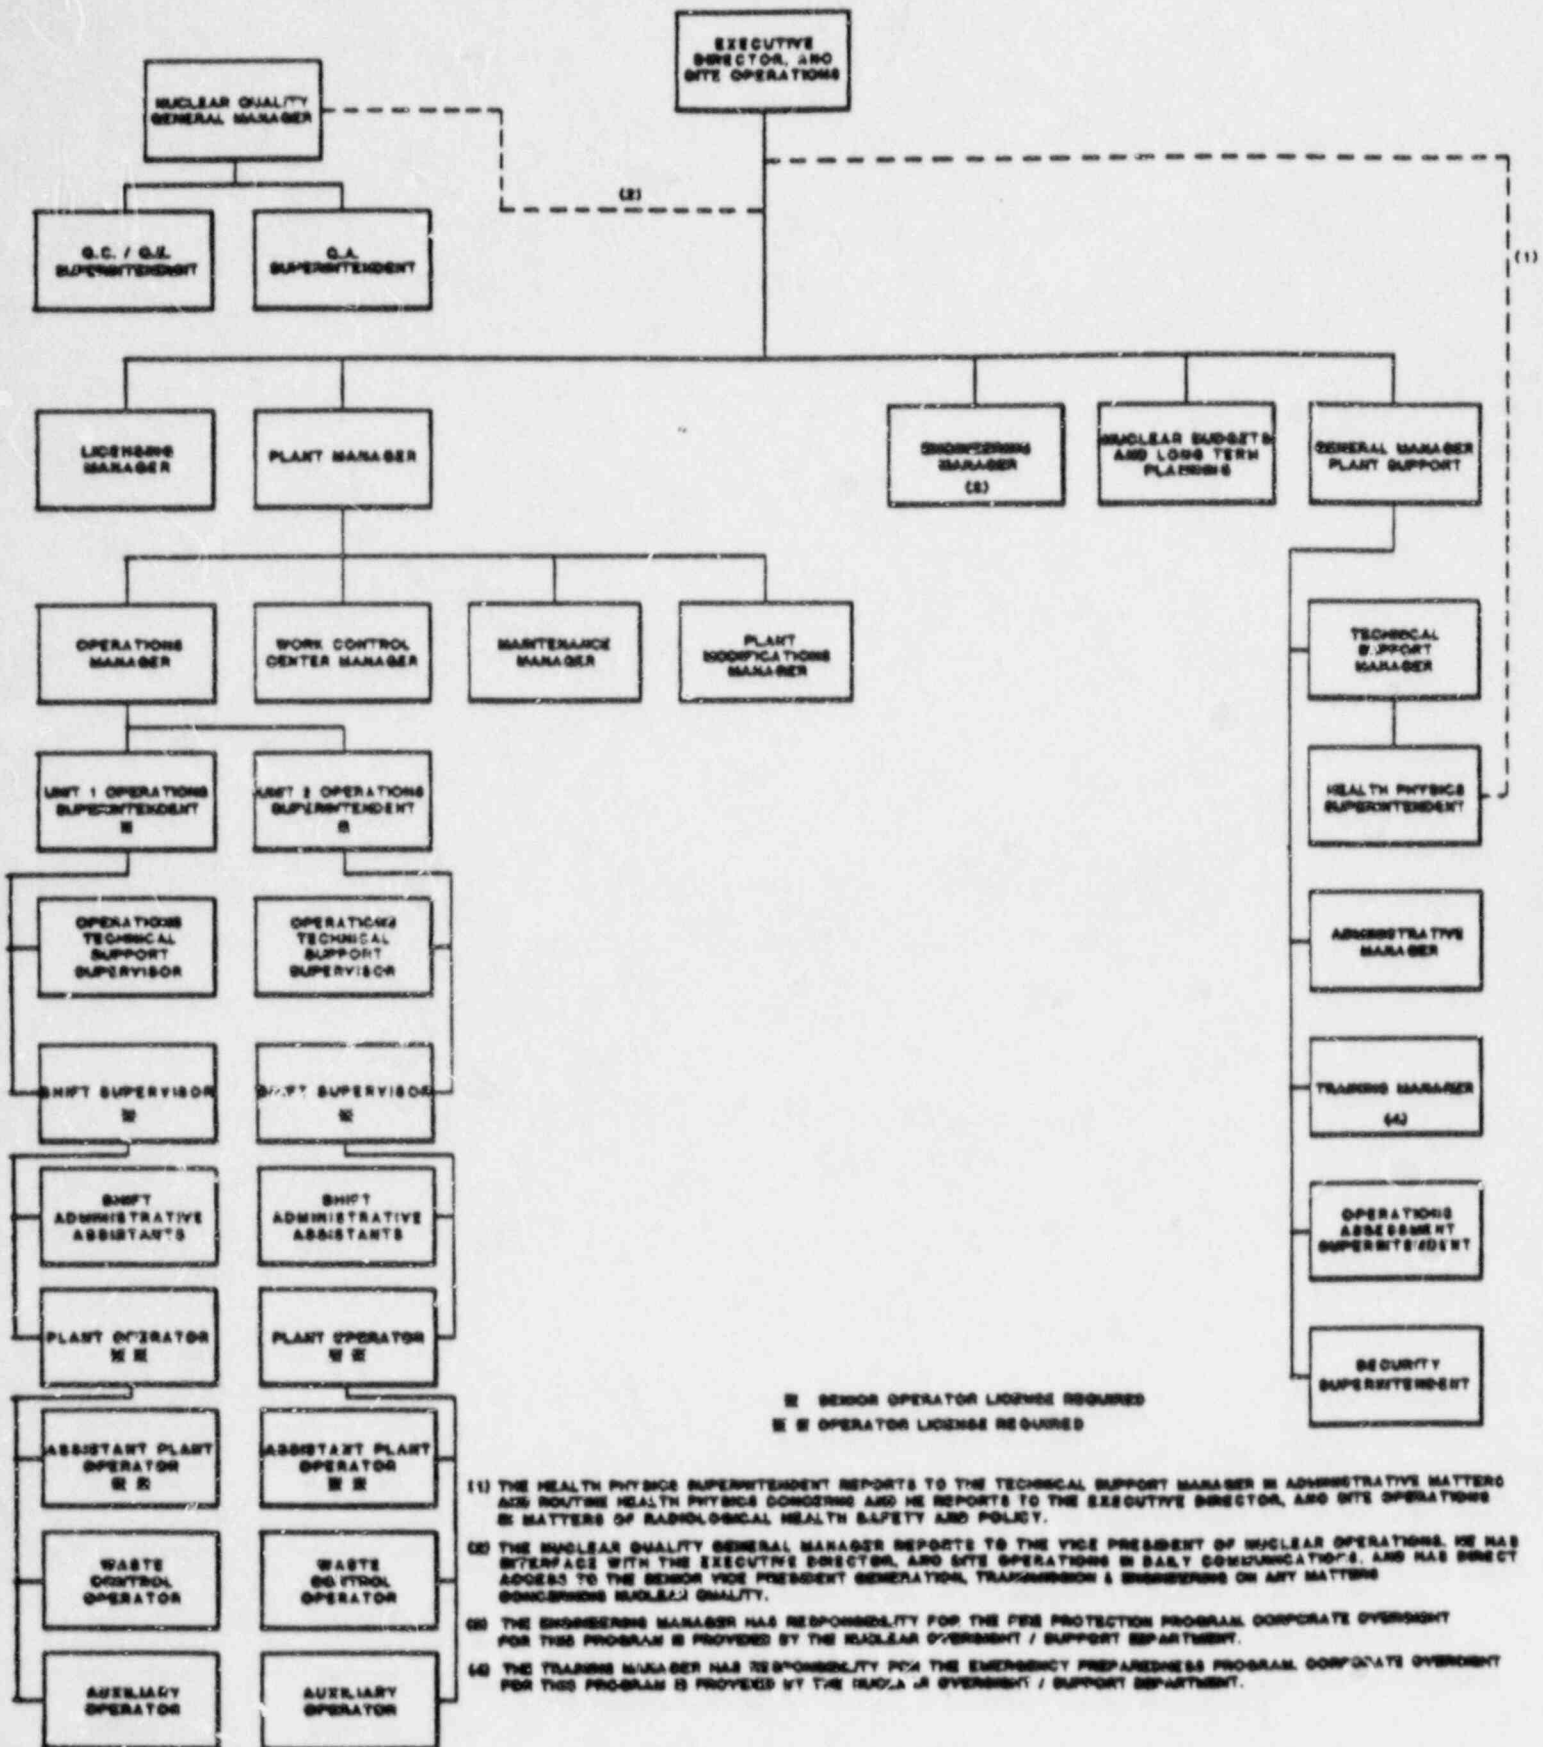 EXECUTIVE
DIRECTOR, AND
SITE OPERATIONS
NUCLEAR QUALITY
GENERAL MANAGER
(2)
(1)
Q.C. /
SUPERINTENDENT
Q.A.
SUPERINTENDENT
LICENSING
MANAGER
PLANT MANAGER
ENGINEERING
MANAGER
(3)
NUCLEAR BUDGETS
AND LONG TERM
PLANNING
GENERAL MANAGER
PLANT SUPPORT
OPERATIONS
MANAGER
WORK CONTROL
CENTER MANAGER
MAINTENANCE
MANAGER
PLANT
MODIFICATIONS
MANAGER
TECHNICAL
SUPPORT
MANAGER
UNIT 1 OPERATIONS
SUPERINTENDENT
UNIT 2 OPERATIONS
SUPERINTENDENT
HEALTH PHYSICS
SUPERINTENDENT
OPERATIONS
TECHNICAL
SUPPORT
SUPERVISOR
OPERATIONS
TECHNICAL
SUPPORT
SUPERVISOR
ADMINISTRATIVE
MANAGER
SHIFT SUPERVISOR
SHIFT SUPERVISOR
TRAINING MANAGER
(4)
SHIFT
ADMINISTRATIVE
ASSISTANTS
SHIFT
ADMINISTRATIVE
ASSISTANTS
OPERATIONS
ASSESSMENT
SUPERINTENDENT
PLANT OPERATOR
PLANT OPERATOR
SECURITY
SUPERINTENDENT
ASSISTANT PLANT
OPERATOR
ASSISTANT PLANT
OPERATOR
WASTE
CONTROL
OPERATOR
WASTE
CONTROL
OPERATOR
AUXILIARY
OPERATOR
AUXILIARY
OPERATOR
SENIOR OPERATOR LICENSE REQUIRED
OPERATOR LICENSE REQUIRED
(1) THE HEALTH PHYSICS SUPERINTENDENT REPORTS TO THE TECHNICAL SUPPORT MANAGER IN ADMINISTRATIVE MATTERS
AND ROUTINE HEALTH PHYSICS CONCERNS AND HE REPORTS TO THE EXECUTIVE DIRECTOR, AND SITE OPERATIONS
IN MATTERS OF RADIOLOGICAL HEALTH SAFETY AND POLICY.
(2) THE NUCLEAR QUALITY GENERAL MANAGER REPORTS TO THE VICE PRESIDENT OF NUCLEAR OPERATIONS. HE HAS
INTERFACE WITH THE EXECUTIVE DIRECTOR, AND SITE OPERATIONS IN DAILY COMMUNICATIONS, AND HAS DIRECT
ACCESS TO THE SENIOR VICE PRESIDENT GENERATION, TRANSMISSION & ENGINEERING ON ANY MATTERS
CONCERNING NUCLEAR QUALITY.
(3) THE ENGINEERING MANAGER HAS RESPONSIBILITY FOR THE FIRE PROTECTION PROGRAM. CORPORATE OVERSIGHT
FOR THIS PROGRAM IS PROVIDED BY THE NUCLEAR OVERSIGHT / SUPPORT DEPARTMENT.
(4) THE TRAINING MANAGER HAS RESPONSIBILITY FOR THE EMERGENCY PREPAREDNESS PROGRAM. CORPORATE OVERSIGHT
FOR THIS PROGRAM IS PROVIDED BY THE NUCLEAR OVERSIGHT / SUPPORT DEPARTMENT.